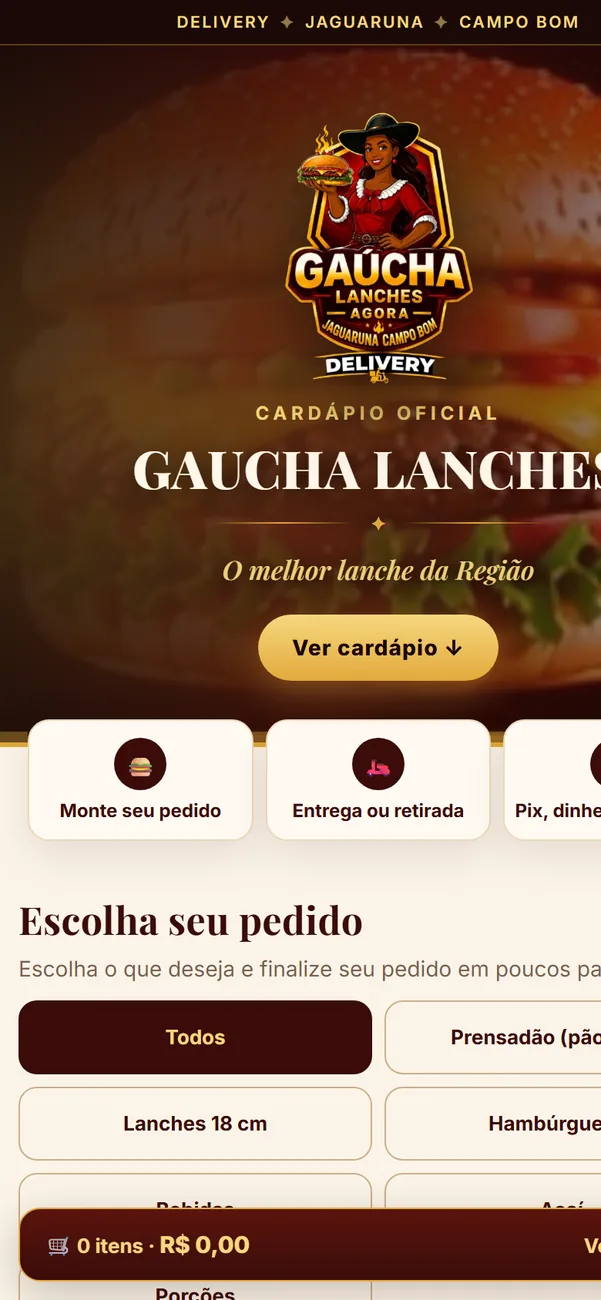 DELIVERY ✦ JAGUARUNA ✦ CAMPO BOM
GAÚCHA
LANCHES
AGORA
JAGUARUNA CAMPO BOM
DELIVERY
CARDÁPIO OFICIAL
GAUCHA LANCHES
O melhor lanche da Região
Ver cardápio ↓
Monte seu pedido
Entrega ou retirada
Pix, dinhe
Escolha seu pedido
Escolha o que deseja e finalize seu pedido em poucos pa
Todos
Prensadão (pão
Lanches 18 cm
Hambúrgue
Bebidas
Açaí
0 itens · R$ 0,00
Ve
Porções